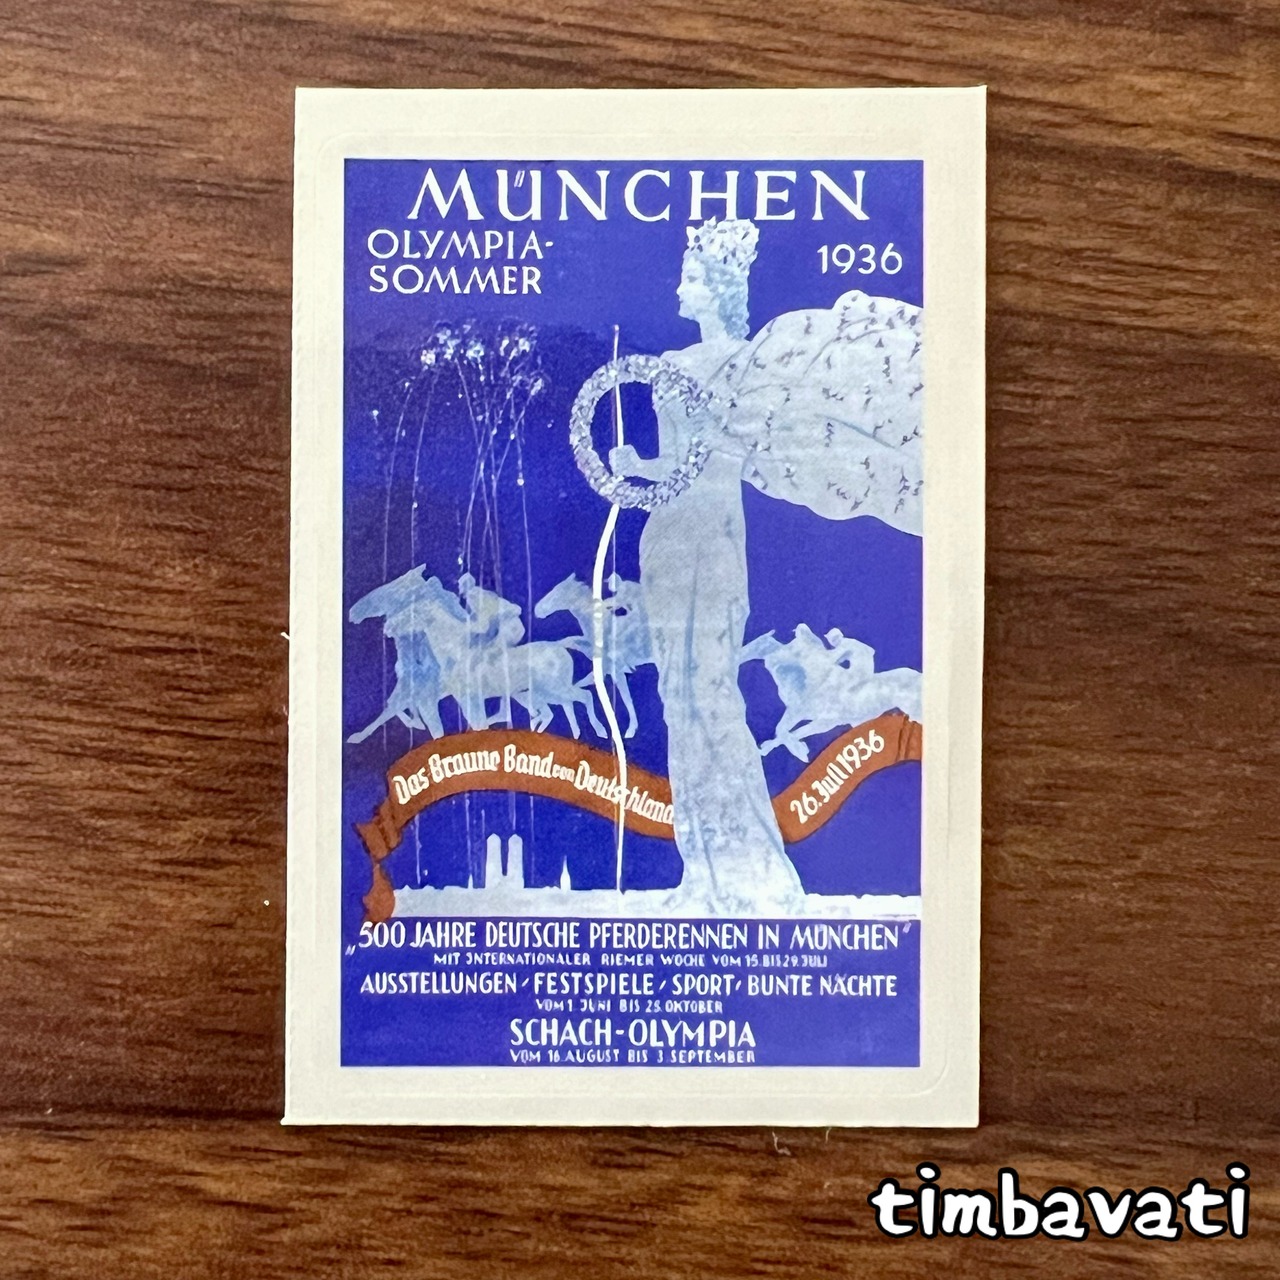 MÜNCHEN
OLYMPIA-
SOMMER
1936
Das Braune Band von Deutschland
26. Juli 1936
„500 JAHRE DEUTSCHE PFERDERENNEN IN MÜNCHEN"
MIT INTERNATIONALER RIEMER WOCHE VOM 15. BIS 29. JULI
AUSSTELLUNGEN / FESTSPIELE / SPORT / BUNTE NÄCHTE
VOM 1 JUNI BIS 25. OKTOBER
SCHACH-OLYMPIA
VOM 16. AUGUST BIS 3 SEPTEMBER
timbavati